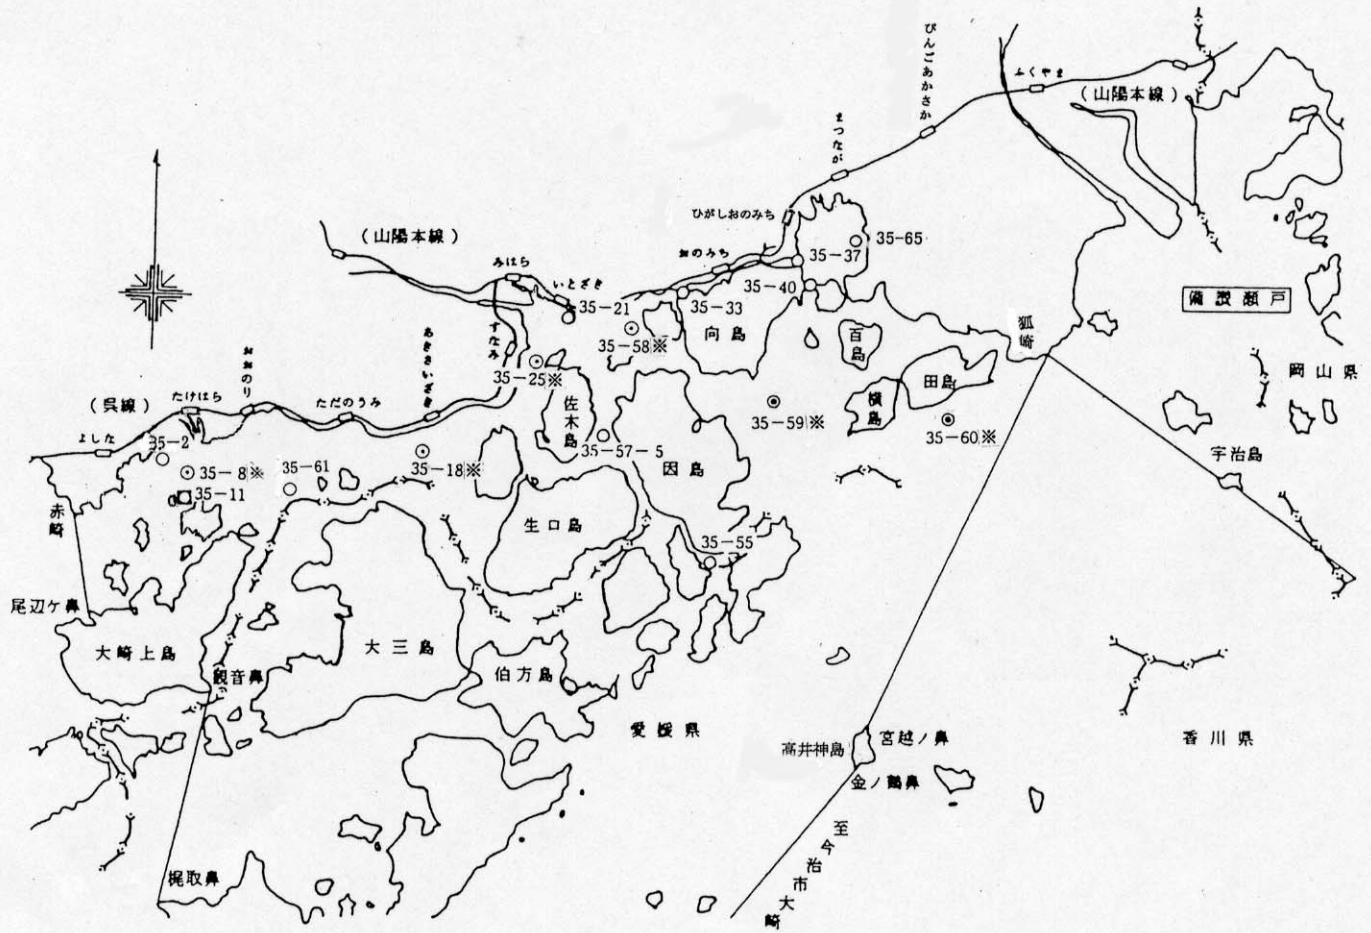 びんごあかさか
ふくやま
(山陽本線)
まつなが
ひがしおのみち
(山陽本線)
おのみち
35-65
35-37
みはら
いとざき
35-21
35-40
35-33
備讃瀬戸
35-58※
向島
百島
狐崎
すなみ
あきさいざき
35-25※
岡山県
おおのり
たけはら
ただのうみ
(呉線)
田島
横島
佐木島
35-59※
35-60※
よしな
35-2
35-57-5
宇治島
35-8※
35-61
35-18※
因島
35-11
赤崎
生口島
35-55
尾辺ケ鼻
大崎上島
大三島
観音鼻
伯方島
愛媛県
高井神島
宮越ノ鼻
香川県
金ノ鶴鼻
梶取鼻
至今治市大崎